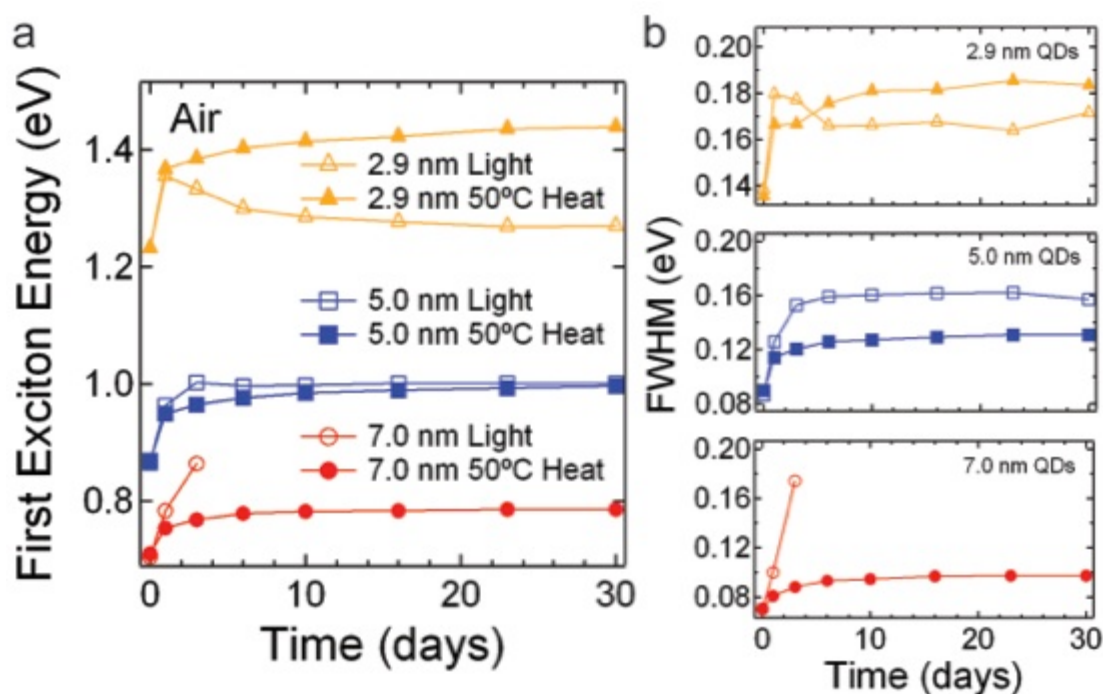 a
First Exciton Energy (eV)
1.4
1.2
1.0
0.8
Air
2.9 nm Light
2.9 nm 50ºC Heat
5.0 nm Light
5.0 nm 50ºC Heat
7.0 nm Light
7.0 nm 50ºC Heat
0
10
20
30
Time (days)
b
FWHM (eV)
0.20
0.18
0.16
0.14
2.9 nm QDs
0.20
0.16
0.12
0.08
5.0 nm QDs
0.20
0.16
0.12
0.08
7.0 nm QDs
0
10
20
30
Time (days)